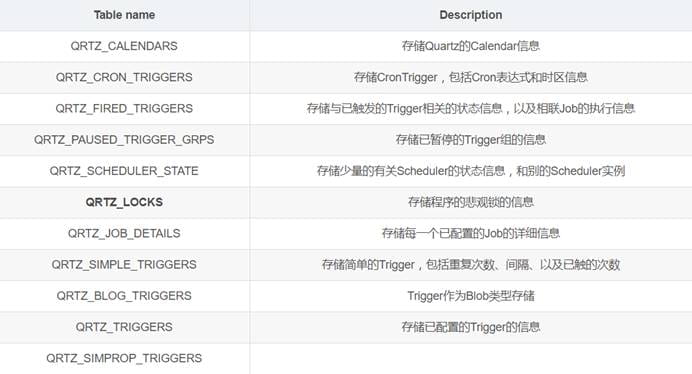 Table name Description
QRTZ_CALENDARS 存储Quartz的Calendar信息
QRTZ_CRON_TRIGGERS 存储CronTrigger，包括Cron表达式和时区信息
QRTZ_FIRED_TRIGGERS 存储与已触发的Trigger相关的状态信息，以及相联Job的执行信息
QRTZ_PAUSED_TRIGGER_GRPS 存储已暂停的Trigger组的信息
QRTZ_SCHEDULER_STATE 存储少量的有关Scheduler的状态信息，和别的Scheduler实例
QRTZ_LOCKS 存储程序的悲观锁的信息
QRTZ_JOB_DETAILS 存储每一个已配置的Job的详细信息
QRTZ_SIMPLE_TRIGGERS 存储简单的Trigger，包括重复次数、间隔、以及已触的次数
QRTZ_BLOG_TRIGGERS Trigger作为Blob类型存储
QRTZ_TRIGGERS 存储已配置的Trigger的信息
QRTZ_SIMPROP_TRIGGERS